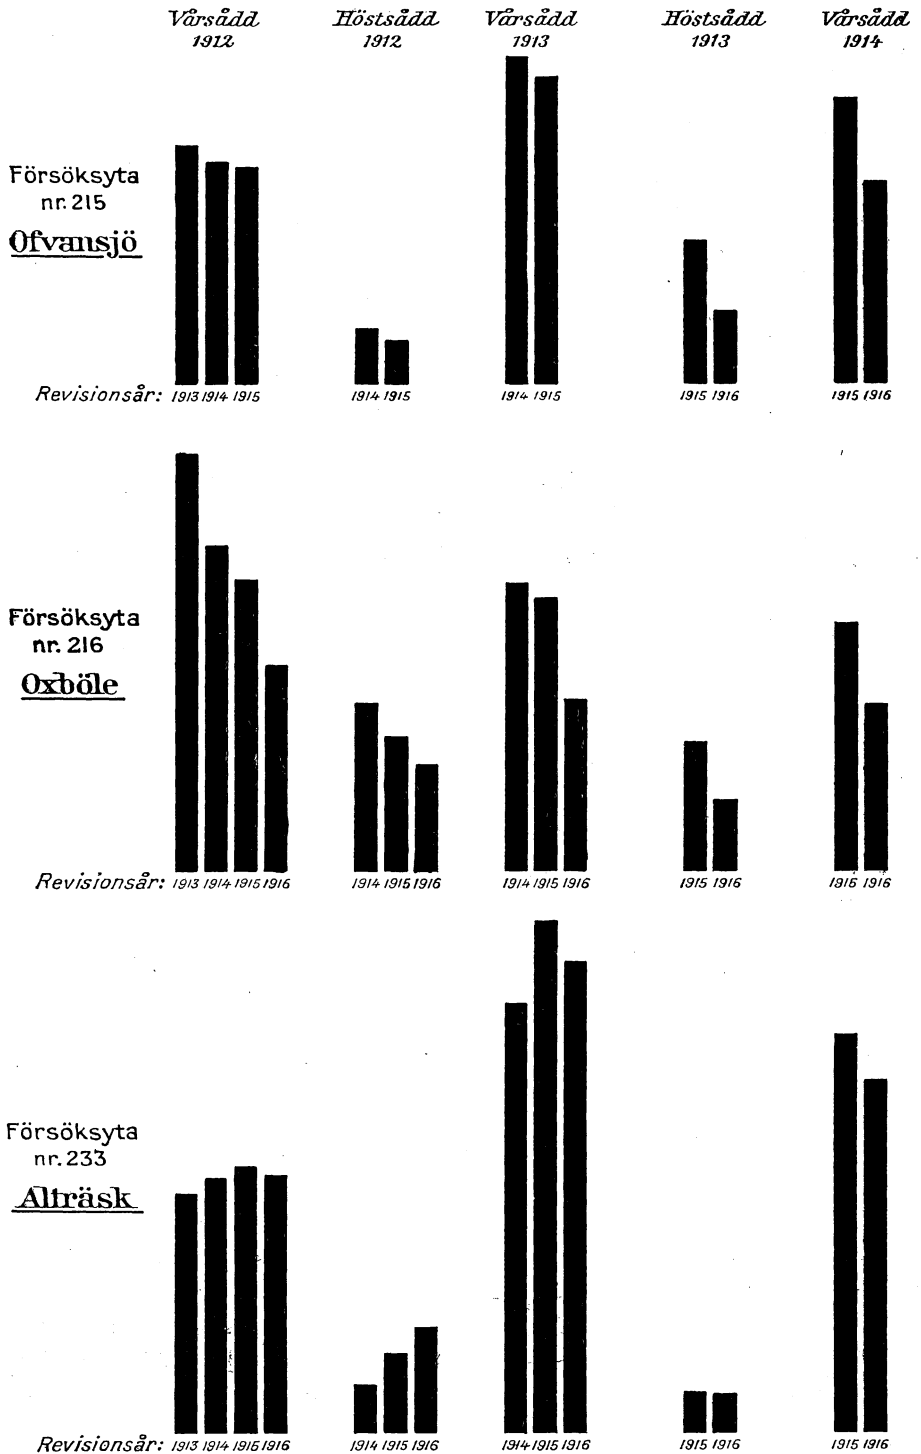 Vårsådd Höstsådd Vårsådd Höstsådd Vårsådd
1912 1912 1913 1913 1914
Försöksyta
nr. 215
Ofvansjö
Revisionsår: 1913 1914 1915 1914 1915 1914 1915 1915 1916 1915 1916
Försöksyta
nr. 216
Oxböle
Revisionsår: 1913 1914 1915 1916 1914 1915 1916 1914 1915 1916 1915 1916 1915 1916
Försöksyta
nr. 233
Alträsk
Revisionsår: 1913 1914 1915 1916 1914 1915 1916 1914 1915 1916 1915 1916 1915 1916